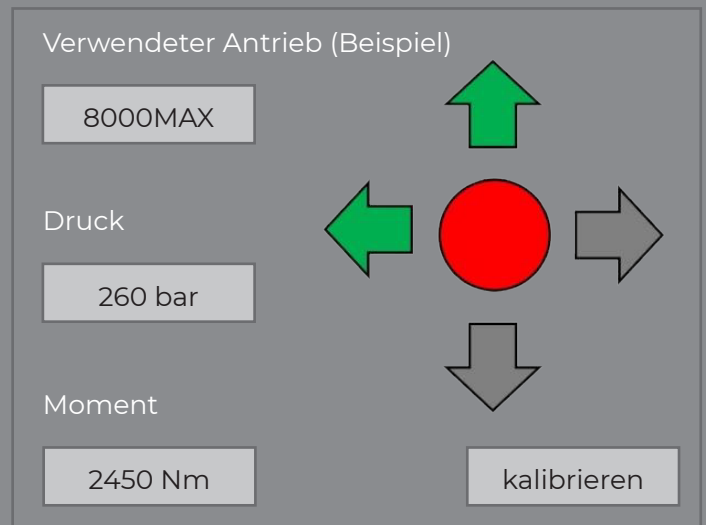 Verwendeter Antrieb (Beispiel)
8000MAX
Druck
260 bar
Moment
2450 Nm
kalibrieren